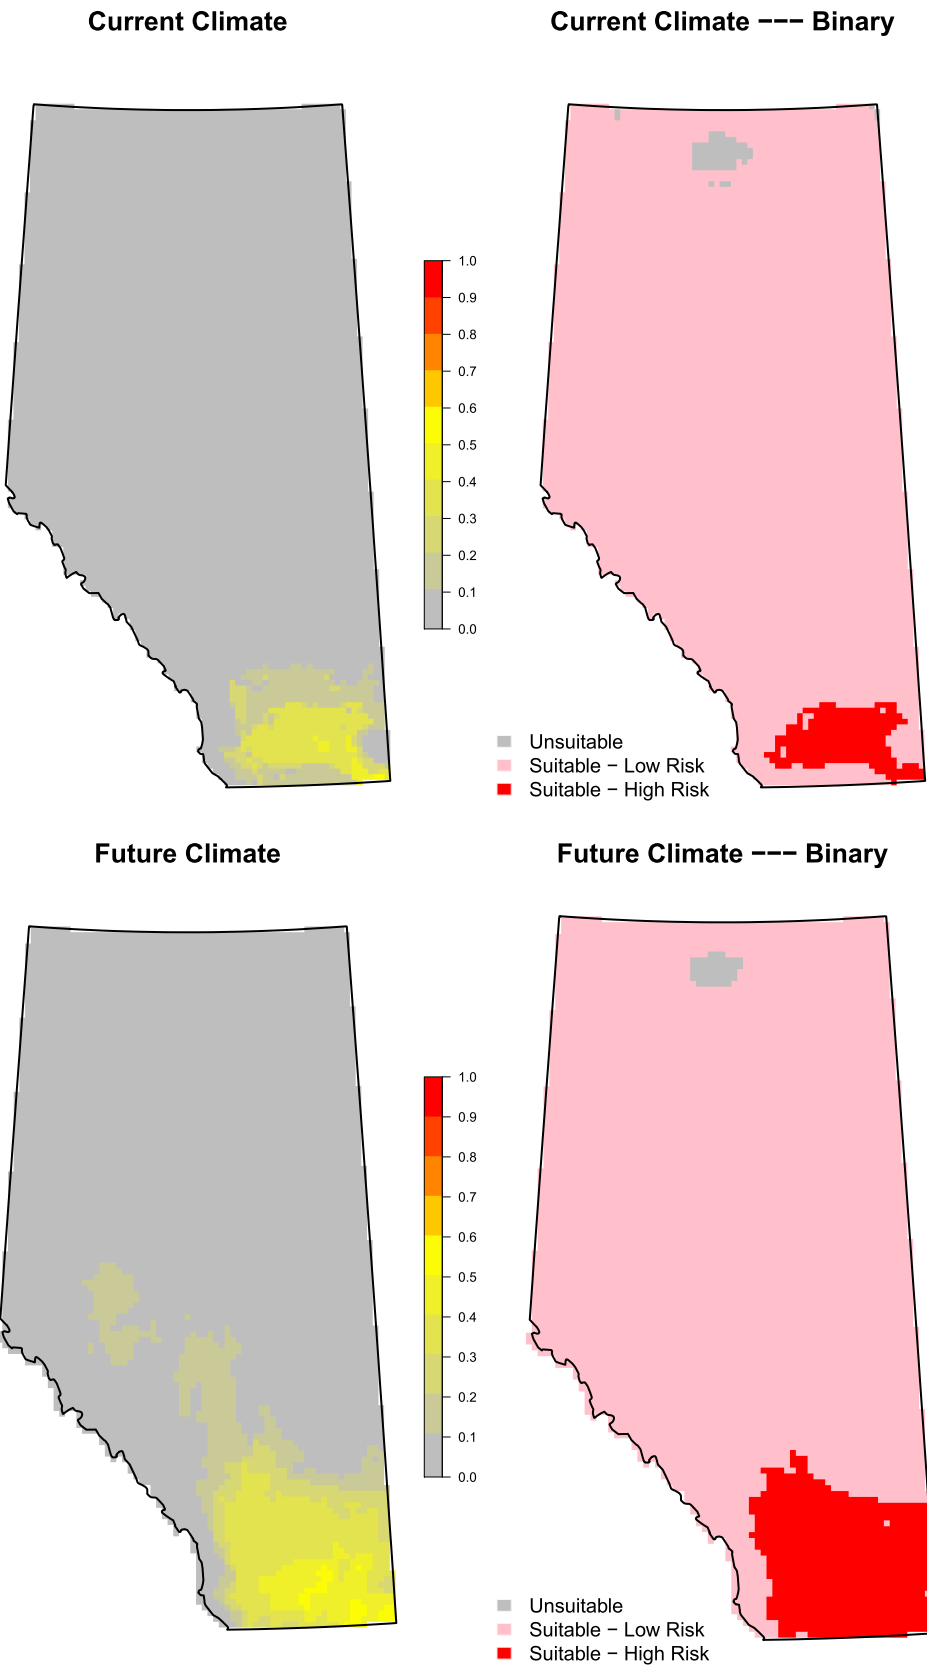 Current Climate
Current Climate −−− Binary
1.0
0.9
0.8
0.7
0.6
0.5
0.4
0.3
0.2
0.1
0.0
Unsuitable
Suitable − Low Risk
Suitable − High Risk
Future Climate
Future Climate −−− Binary
1.0
0.9
0.8
0.7
0.6
0.5
0.4
0.3
0.2
0.1
0.0
Unsuitable
Suitable − Low Risk
Suitable − High Risk